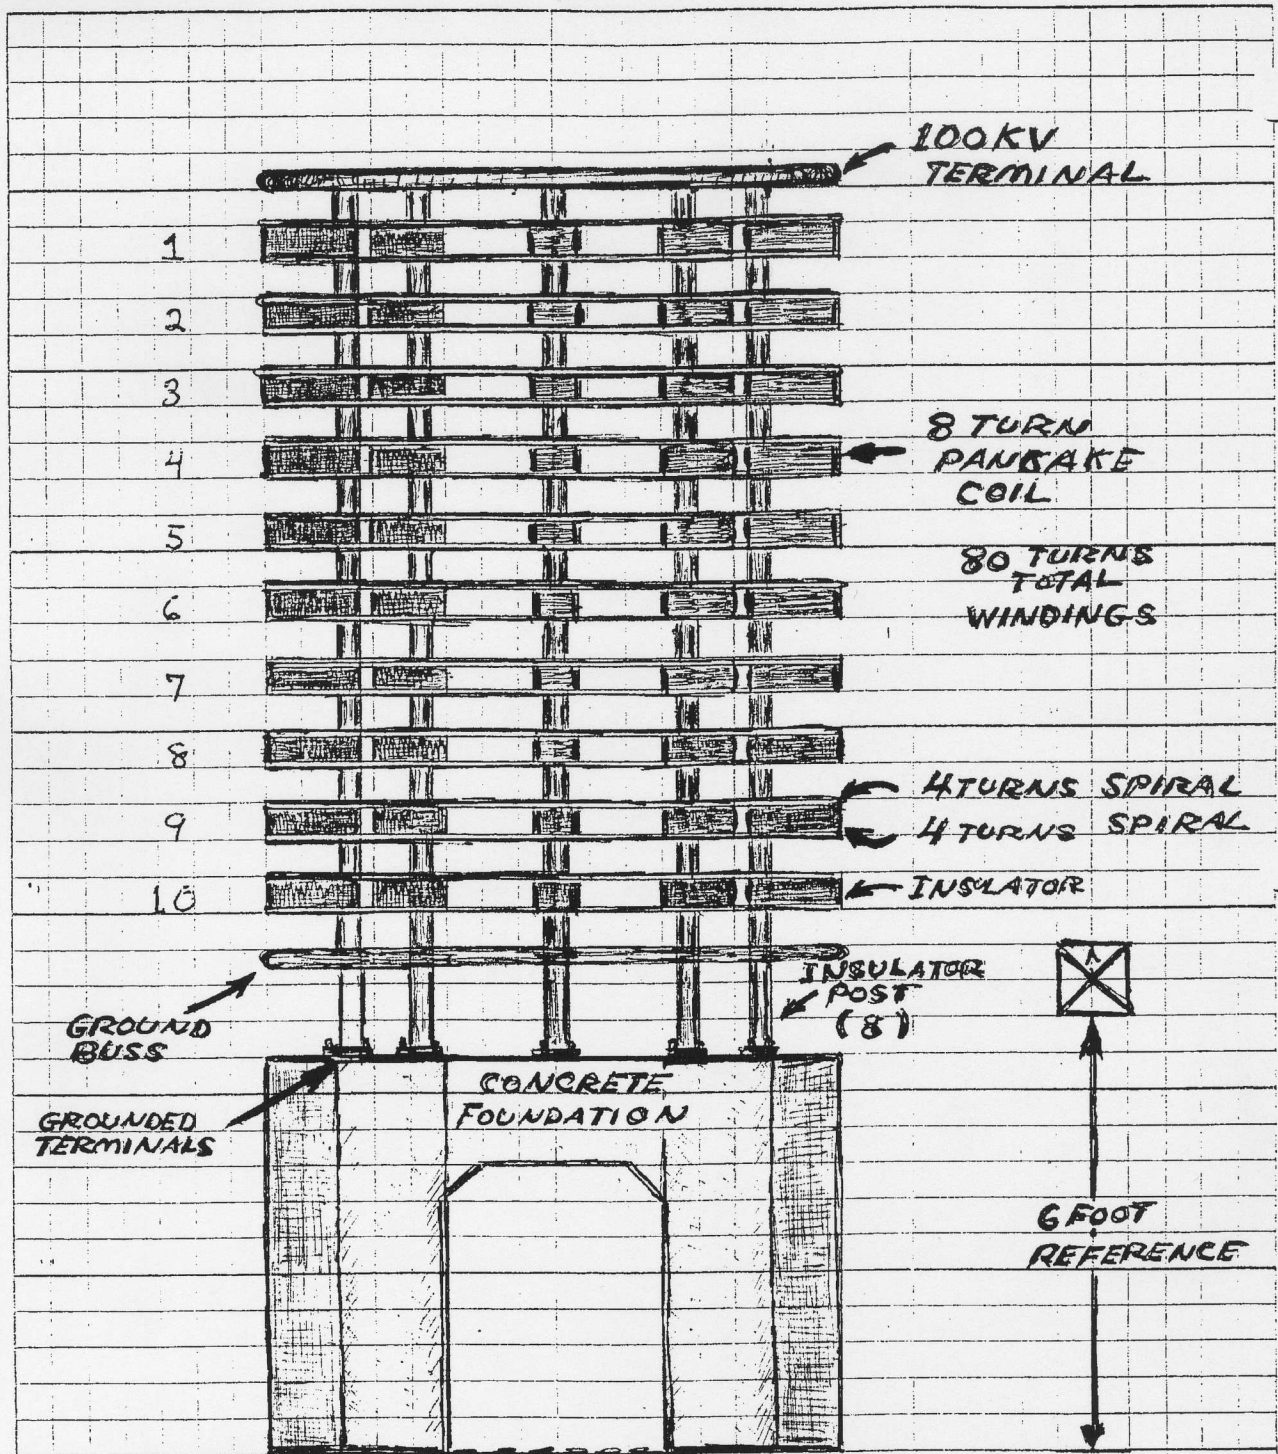 100KV
TERMINAL
1
2
3
4
5
6
7
8
9
10
8 TURN
PANKAKE
COIL
80 TURNS
TOTAL
WINDINGS
4 TURNS SPIRAL
4 TURNS SPIRAL
INSULATOR
INSULATOR
POST
(8)
GROUND
BUSS
GROUNDED
TERMINALS
CONCRETE
FOUNDATION
6 FOOT
REFERENCE